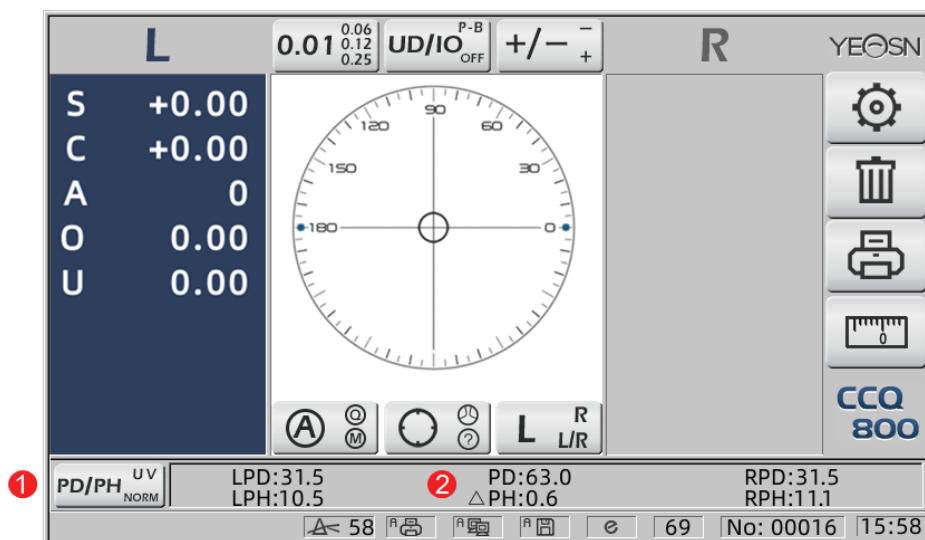 L
0.01 0.06 0.12 0.25
UD/IO P-B OFF
+/− − +
R
YEOSN
S +0.00
C +0.00
A 0
O 0.00
U 0.00
90
120 60
150 30
180 0
0
A Q M
?
L R L/R
CCQ
800
1
PD/PH UV NORM
LPD:31.5
LPH:10.5
2
PD:63.0
△PH:0.6
RPD:31.5
RPH:11.1
58 A A A e 69 No: 00016 15:58